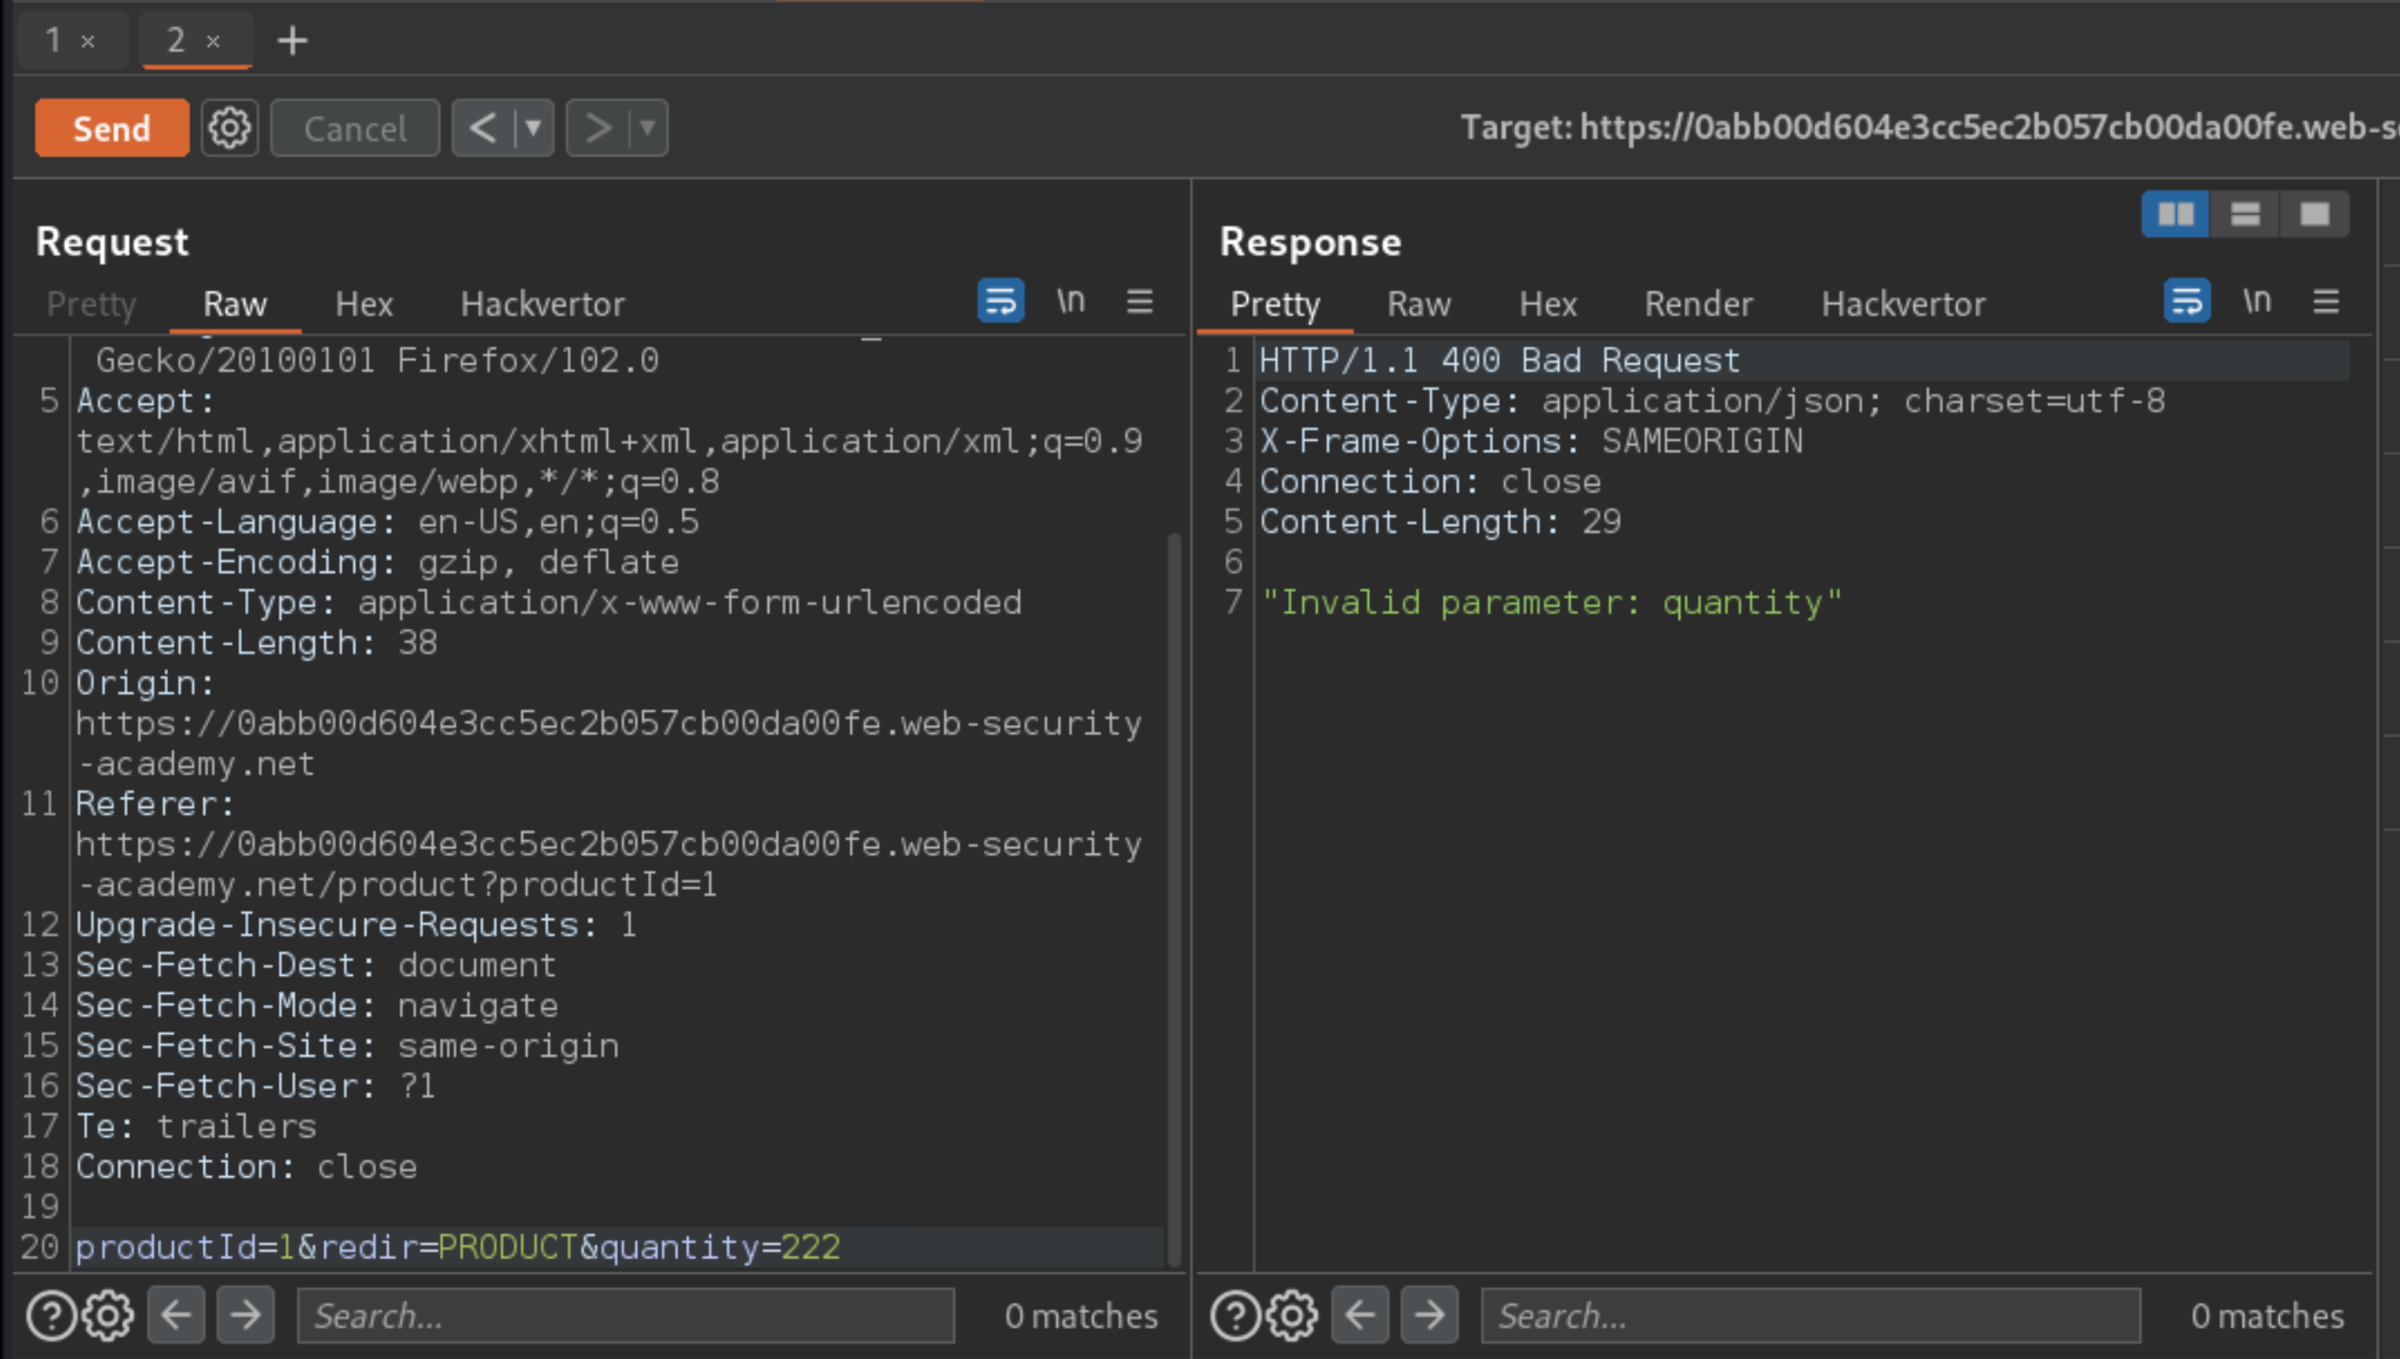 1 × 2 × +
Send Cancel < ▼ > ▼ Target: https://0abb00d604e3cc5ec2b057cb00da00fe.web-s
Request
Pretty Raw Hex Hackvertor \n
Gecko/20100101 Firefox/102.0
5 Accept:
text/html,application/xhtml+xml,application/xml;q=0.9
,image/avif,image/webp,*/*;q=0.8
6 Accept-Language: en-US,en;q=0.5
7 Accept-Encoding: gzip, deflate
8 Content-Type: application/x-www-form-urlencoded
9 Content-Length: 38
10 Origin:
https://0abb00d604e3cc5ec2b057cb00da00fe.web-security
-academy.net
11 Referer:
https://0abb00d604e3cc5ec2b057cb00da00fe.web-security
-academy.net/product?productId=1
12 Upgrade-Insecure-Requests: 1
13 Sec-Fetch-Dest: document
14 Sec-Fetch-Mode: navigate
15 Sec-Fetch-Site: same-origin
16 Sec-Fetch-User: ?1
17 Te: trailers
18 Connection: close
19
20 productId=1&redir=PRODUCT&quantity=222
Search... 0 matches
Response
Pretty Raw Hex Render Hackvertor \n
1 HTTP/1.1 400 Bad Request
2 Content-Type: application/json; charset=utf-8
3 X-Frame-Options: SAMEORIGIN
4 Connection: close
5 Content-Length: 29
6
7 "Invalid parameter: quantity"
Search... 0 matches